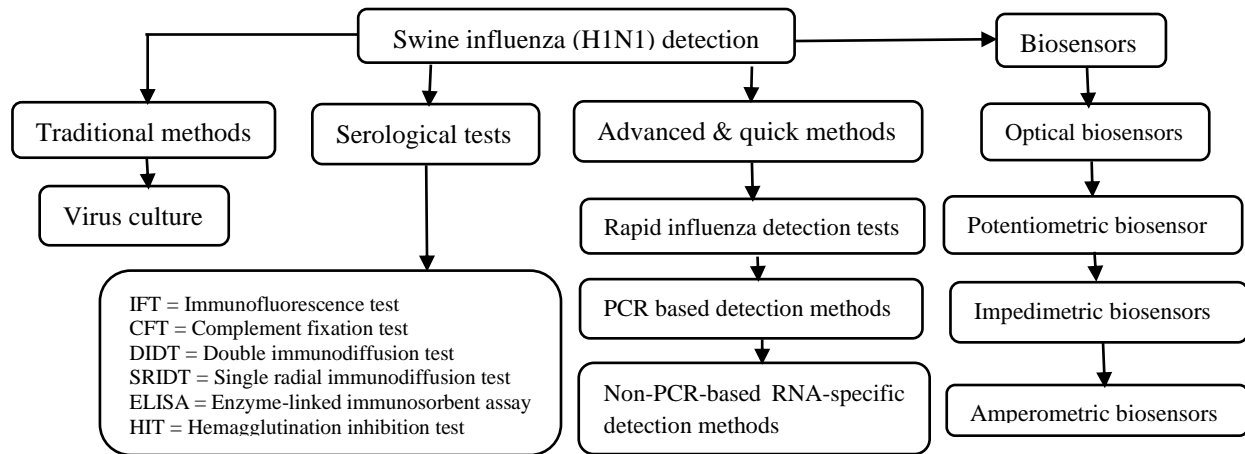 Swine influenza (H1N1) detection
Biosensors
Traditional methods
Serological tests
Advanced & quick methods
Optical biosensors
Virus culture
Rapid influenza detection tests
Potentiometric biosensor
IFT = Immunofluorescence test
CFT = Complement fixation test
DIDT = Double immunodiffusion test
SRIDT = Single radial immunodiffusion test
ELISA = Enzyme-linked immunosorbent assay
HIT = Hemagglutination inhibition test
PCR based detection methods
Impedimetric biosensors
Non-PCR-based RNA-specific
detection methods
Amperometric biosensors